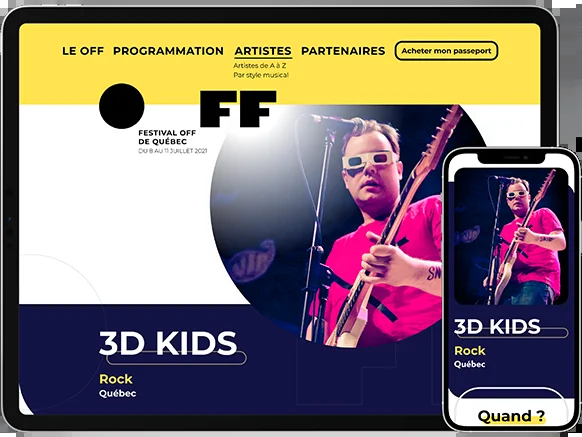 LE OFF PROGRAMMATION ARTISTES PARTENAIRES Acheter mon passeport
Artistes de A à Z
Par style musical
FF
FESTIVAL OFF
DE QUÉBEC
DU 8 AU 11 JUILLET 2021
3D KIDS
Rock
Québec
3D KIDS
Rock
Québec
Quand ?